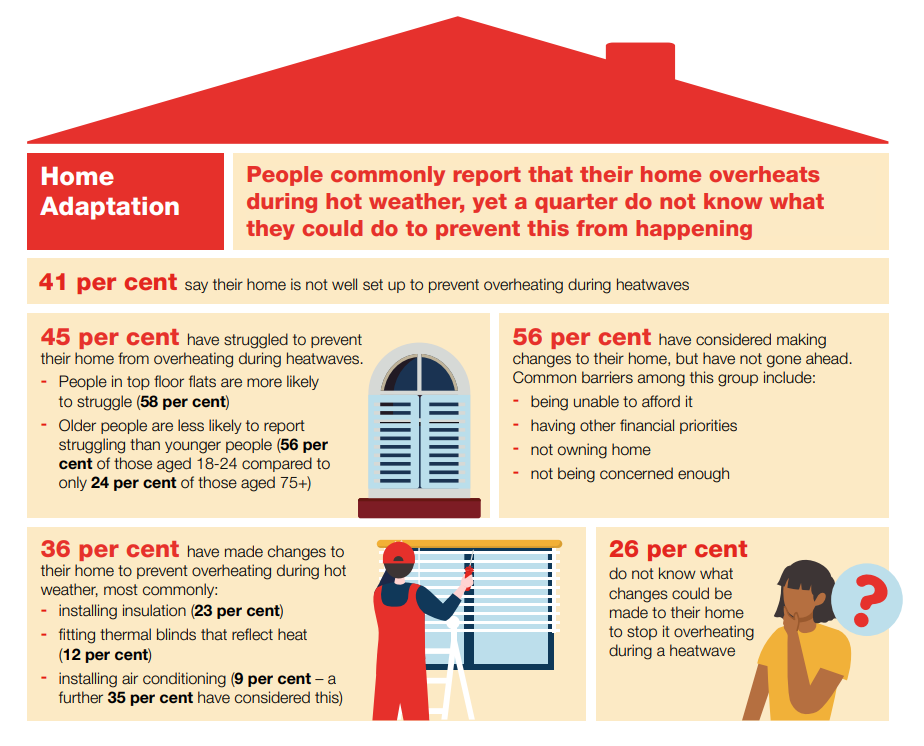 Home
Adaptation
People commonly report that their home overheats
during hot weather, yet a quarter do not know what
they could do to prevent this from happening
41 per cent say their home is not well set up to prevent overheating during heatwaves
45 per cent have struggled to prevent
their home from overheating during heatwaves.
- People in top floor flats are more likely
to struggle (58 per cent)
- Older people are less likely to report
struggling than younger people (56 per
cent of those aged 18-24 compared to
only 24 per cent of those aged 75+)
56 per cent have considered making
changes to their home, but have not gone ahead.
Common barriers among this group include:
- being unable to afford it
- having other financial priorities
- not owning home
- not being concerned enough
36 per cent have made changes to
their home to prevent overheating during hot
weather, most commonly:
- installing insulation (23 per cent)
- fitting thermal blinds that reflect heat
(12 per cent)
- installing air conditioning (9 per cent – a
further 35 per cent have considered this)
26 per cent
do not know what
changes could be
made to their home
to stop it overheating
during a heatwave
?